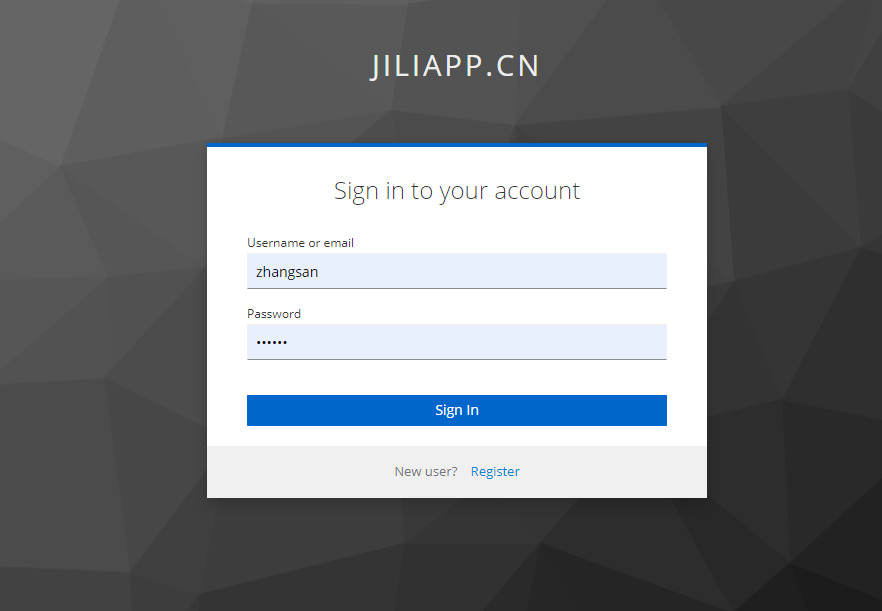 JILIAPP.CN
Sign in to your account
Username or email
zhangsan
Password
••••••
Sign In
New user? Register